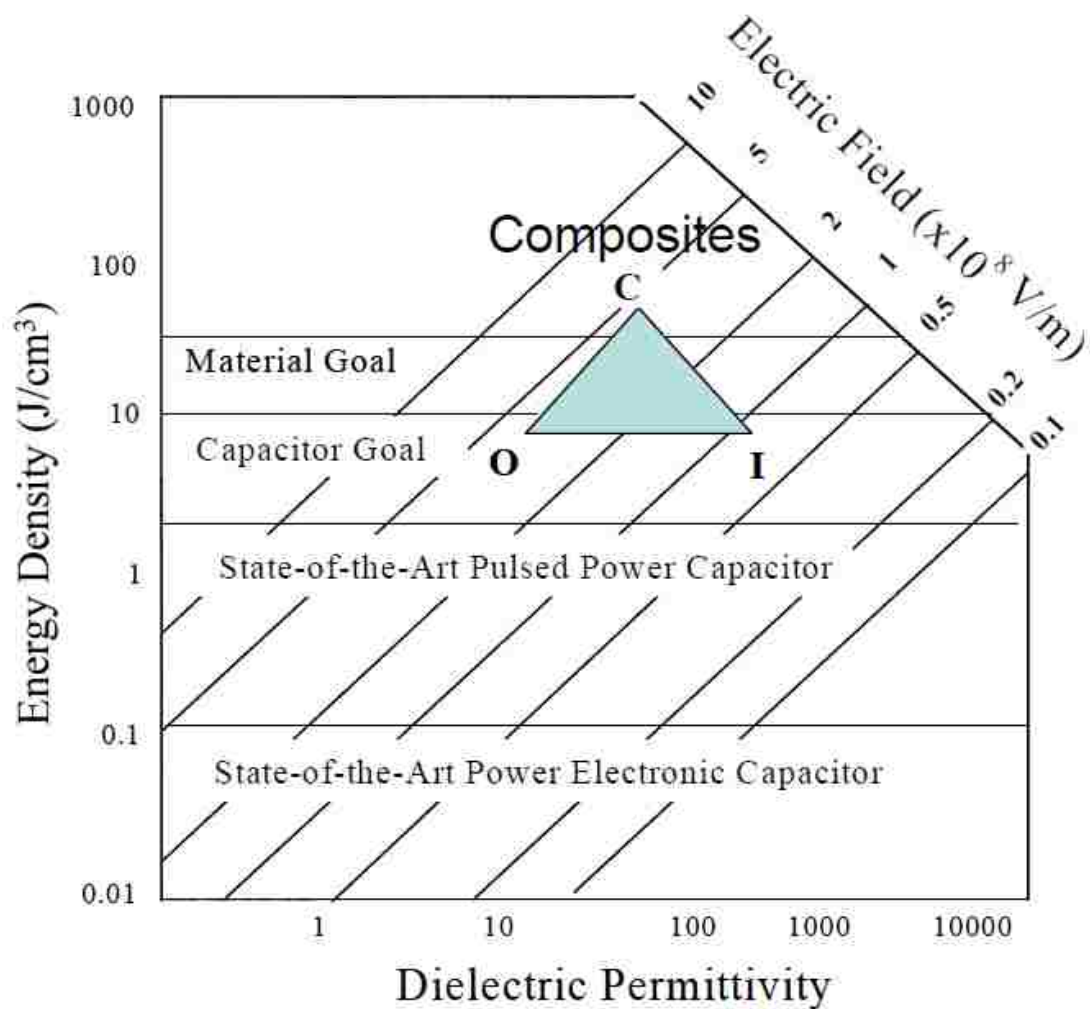 Electric Field (x10⁸ V/m)
10
5
2
1
0.5
0.2
0.1
Energy Density (J/cm³)
1000
100
10
1
0.1
0.01
Composites
C
O
I
Material Goal
Capacitor Goal
State-of-the-Art Pulsed Power Capacitor
State-of-the-Art Power Electronic Capacitor
1 10 100 1000 10000
Dielectric Permittivity